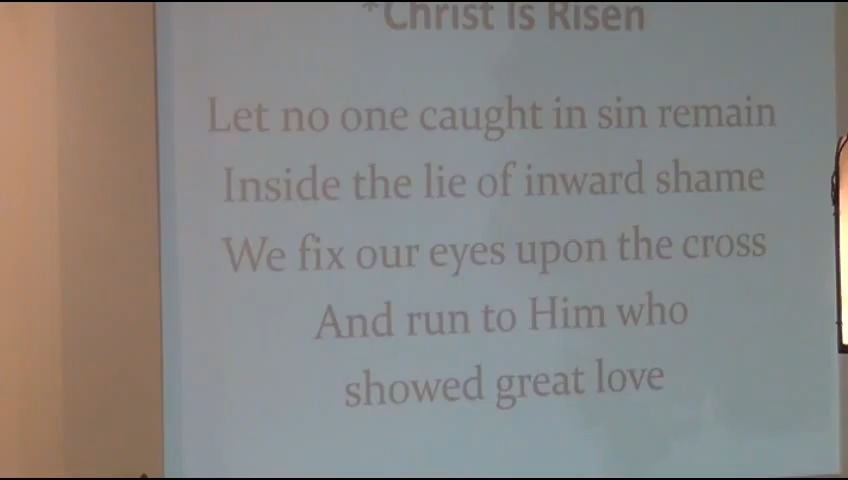 *Christ Is Risen
Let no one caught in sin remain
Inside the lie of inward shame
We fix our eyes upon the cross
And run to Him who
showed great love